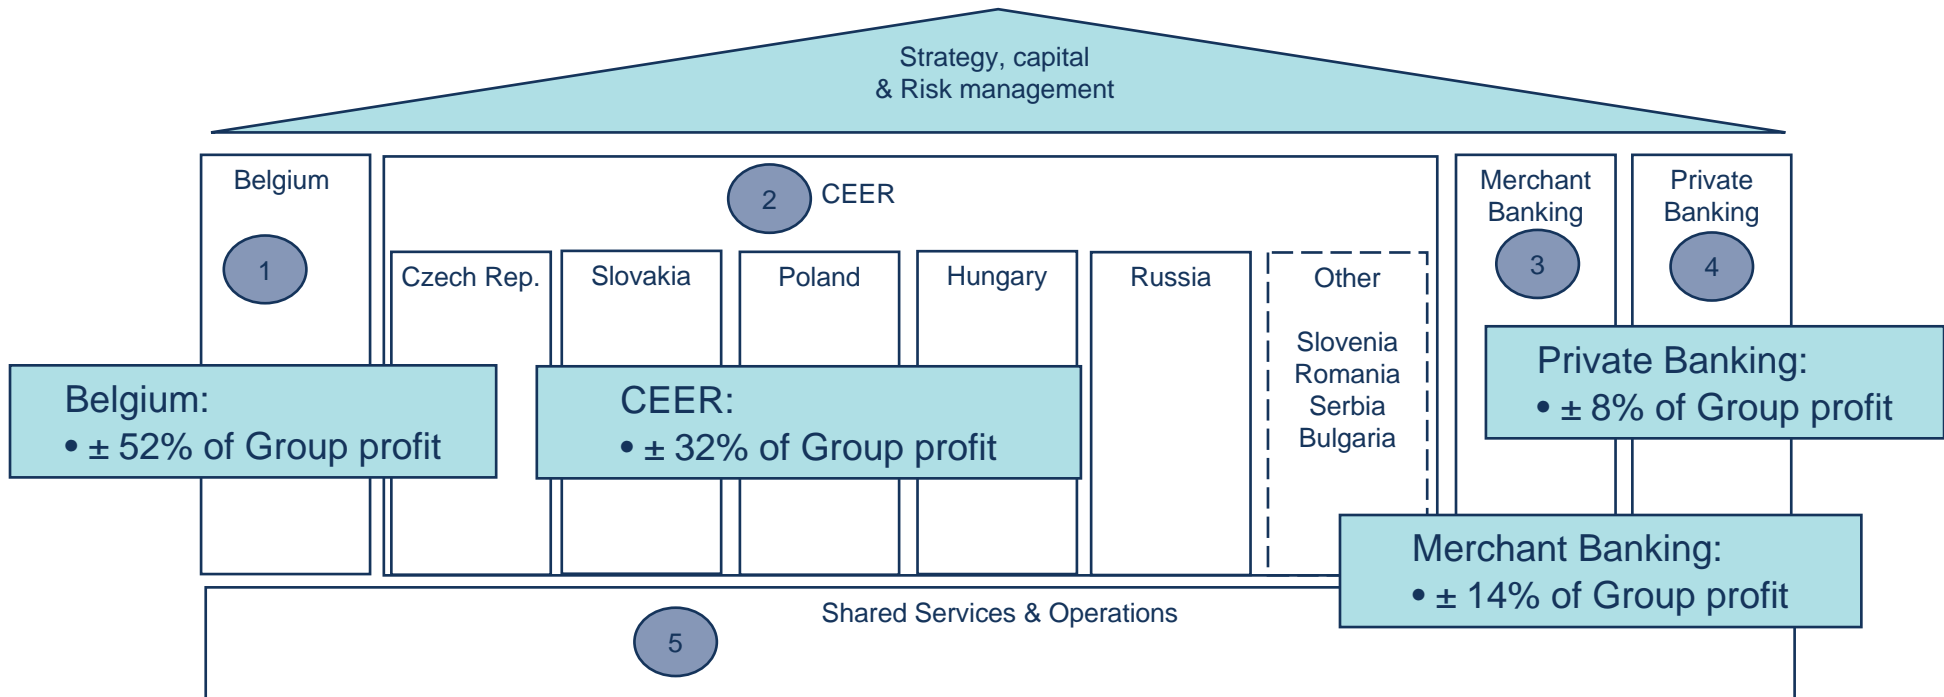 Strategy, capital
& Risk management
Belgium
1
2
CEER
Merchant
Banking
3
Private
Banking
4
Czech Rep.
Slovakia
Poland
Hungary
Russia
Other
Slovenia
Romania
Serbia
Bulgaria
Belgium:
• ± 52% of Group profit
CEER:
• ± 32% of Group profit
Private Banking:
• ± 8% of Group profit
Merchant Banking:
• ± 14% of Group profit
Shared Services & Operations
5